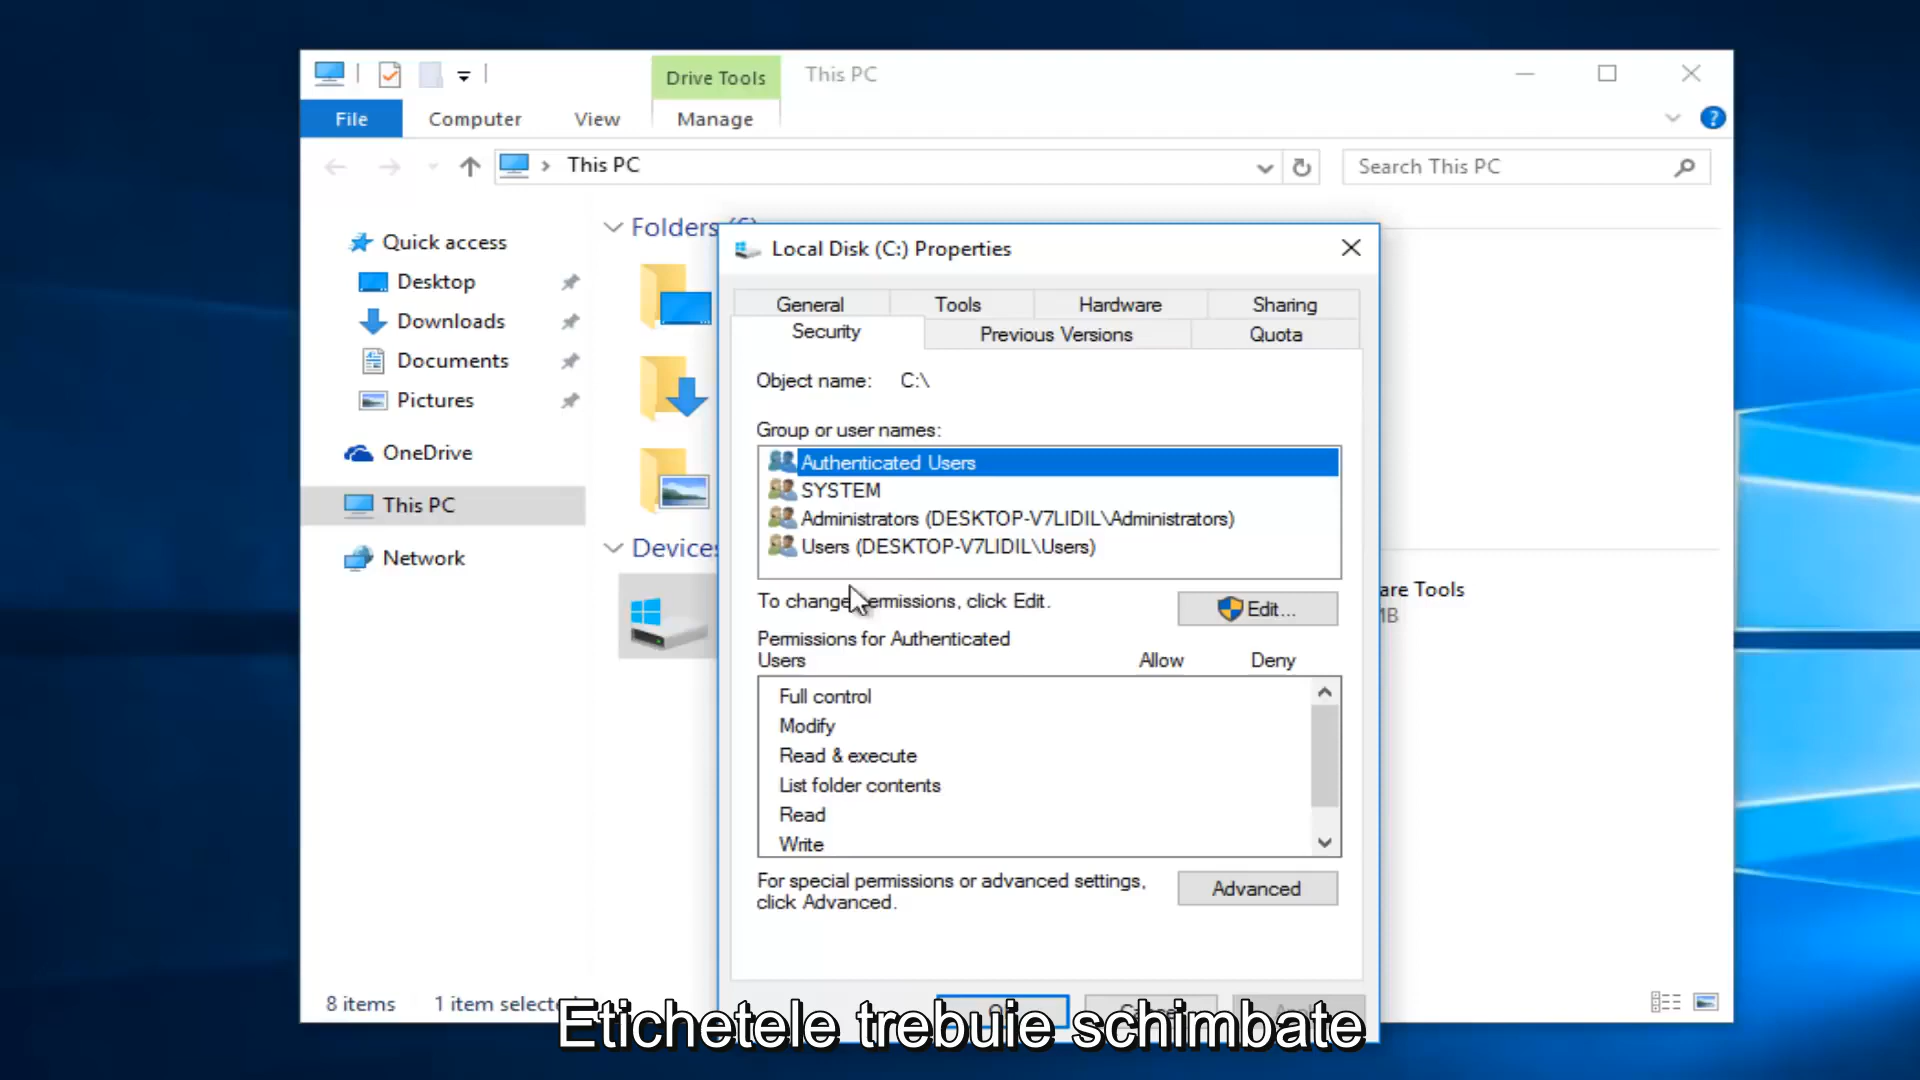 Drive Tools
This PC
File
Computer
View
Manage
This PC
Search This PC
Quick access
Desktop
Downloads
Documents
Pictures
OneDrive
This PC
Network
Folders
Devices
Local Disk (C:) Properties
General
Tools
Hardware
Sharing
Security
Previous Versions
Quota
Object name: C:\
Group or user names:
Authenticated Users
SYSTEM
Administrators (DESKTOP-V7LIDIL\Administrators)
Users (DESKTOP-V7LIDIL\Users)
To change permissions, click Edit.
Edit...
Permissions for Authenticated
Users
Allow
Deny
Full control
Modify
Read & execute
List folder contents
Read
Write
For special permissions or advanced settings,
click Advanced.
Advanced
are Tools
MB
8 items
1 item selecte
Etichetele trebuie schimbate